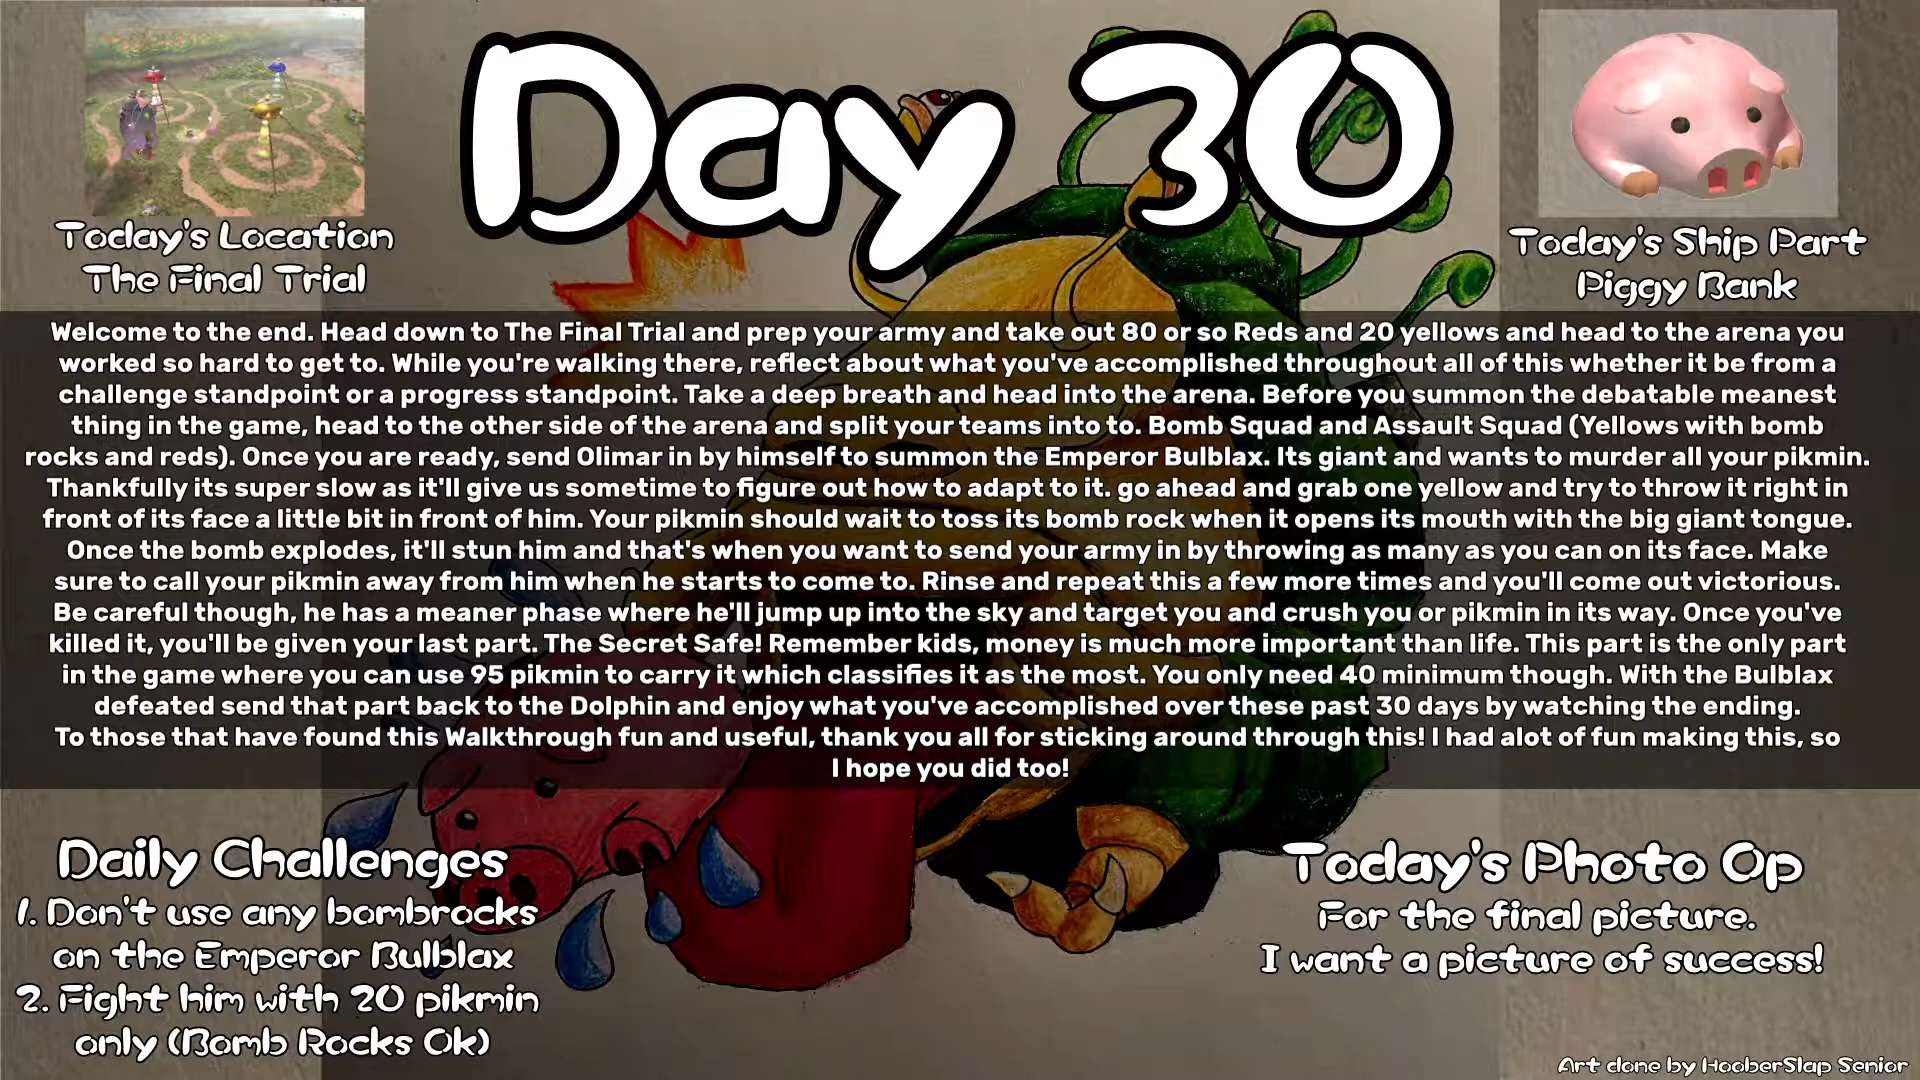 Day 30
Today's Location
The Final Trial
Today's Ship Part
Piggy Bank
Welcome to the end. Head down to The Final Trial and prep your army and take out 80 or so Reds and 20 yellows and head to the arena you
worked so hard to get to. While you're walking there, reflect about what you've accomplished throughout all of this whether it be from a
challenge standpoint or a progress standpoint. Take a deep breath and head into the arena. Before you summon the debatable meanest
thing in the game, head to the other side of the arena and split your teams into to. Bomb Squad and Assault Squad (Yellows with bomb
rocks and reds). Once you are ready, send Olimar in by himself to summon the Emperor Bulblax. Its giant and wants to murder all your pikmin.
Thankfully its super slow as it'll give us sometime to figure out how to adapt to it. go ahead and grab one yellow and try to throw it right in
front of its face a little bit in front of him. Your pikmin should wait to toss its bomb rock when it opens its mouth with the big giant tongue.
Once the bomb explodes, it'll stun him and that's when you want to send your army in by throwing as many as you can on its face. Make
sure to call your pikmin away from him when he starts to come to. Rinse and repeat this a few more times and you'll come out victorious.
Be careful though, he has a meaner phase where he'll jump up into the sky and target you and crush you or pikmin in its way. Once you've
killed it, you'll be given your last part. The Secret Safe! Remember kids, money is much more important than life. This part is the only part
in the game where you can use 95 pikmin to carry it which classifies it as the most. You only need 40 minimum though. With the Bulblax
defeated send that part back to the Dolphin and enjoy what you've accomplished over these past 30 days by watching the ending.
To those that have found this Walkthrough fun and useful, thank you all for sticking around through this! I had alot of fun making this, so
I hope you did too!
Daily Challenges
1. Don't use any bombrocks
on the Emperor Bulblax
2. Fight him with 20 pikmin
only (Bomb Rocks Ok)
Today's Photo Op
For the final picture.
I want a picture of success!
Art done by HooberSlap Senior